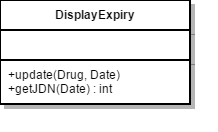 DisplayExpiry
+update(Drug, Date)
+getJDN(Date) : int